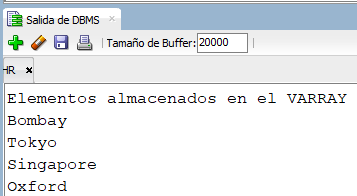 Salida de DBMS
Tamaño de Buffer: 20000
HR
Elementos almacenados en el VARRAY
Bombay
Tokyo
Singapore
Oxford